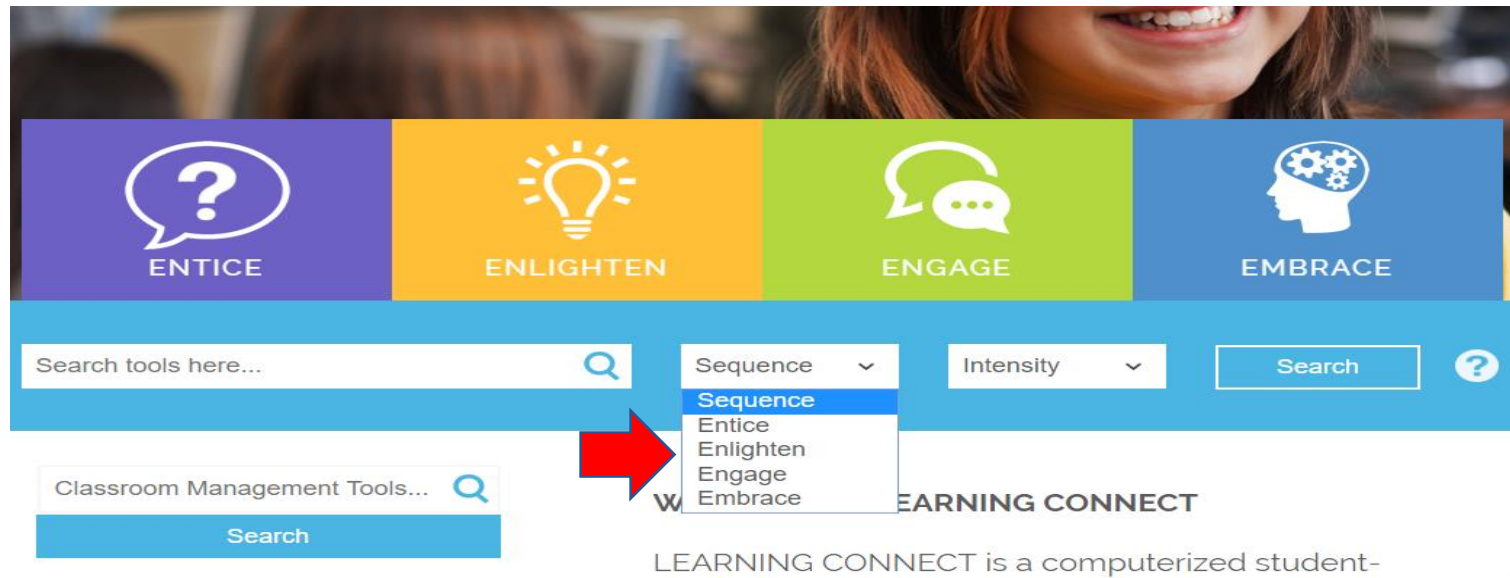 ENTICE
ENLIGHTEN
ENGAGE
EMBRACE
Search tools here...
Sequence
Intensity
Search
?
Sequence
Entice
Enlighten
Engage
Embrace
Classroom Management Tools...
Search
W EARNING CONNECT
LEARNING CONNECT is a computerized student-